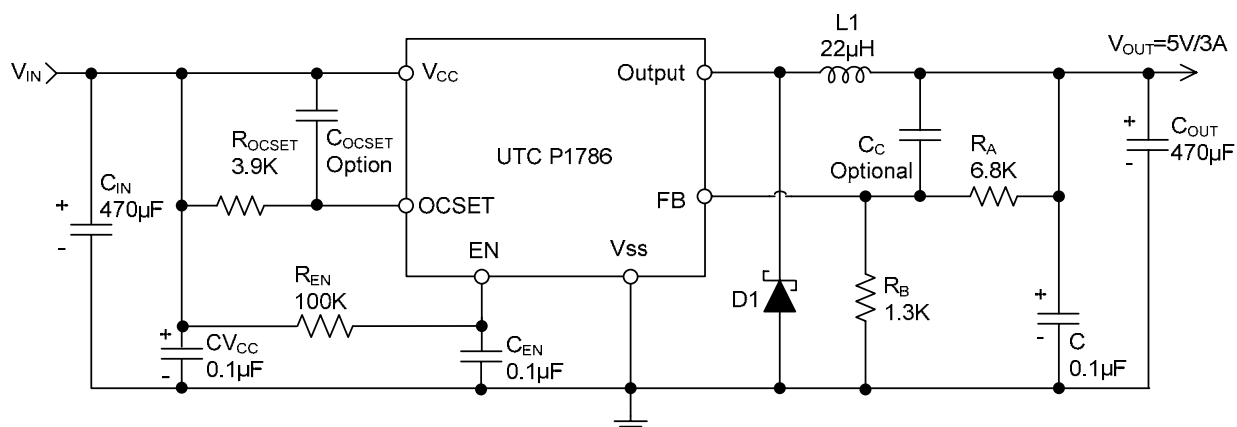 L1
22µH
VOUT=5V/3A
VIN
VCC
Output
ROCSET
3.9K
COCSET
Option
UTC P1786
CC
Optional
RA
6.8K
+
COUT
470µF
-
CIN
+
470µF
-
OCSET
FB
EN
Vss
REN
100K
D1
RB
1.3K
+
CVCC
0.1µF
-
CEN
0.1µF
+
C
-
0.1µF